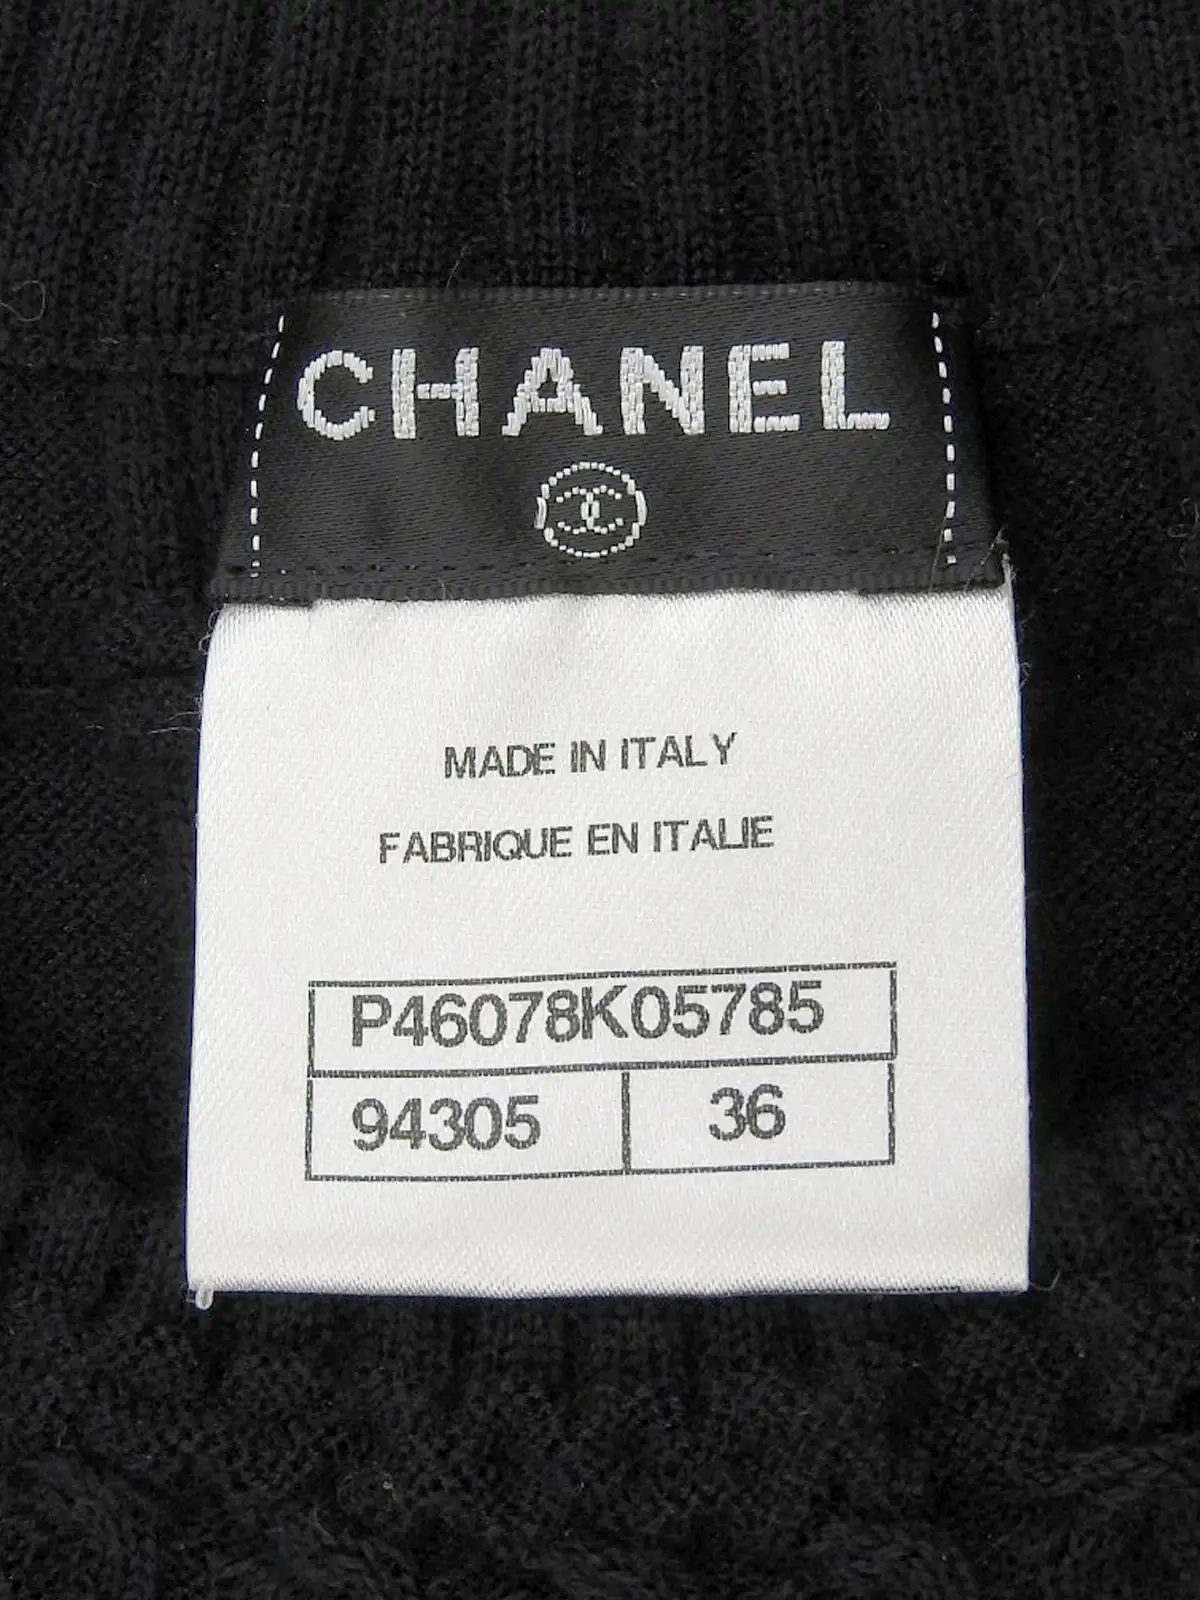 CHANEL
MADE IN ITALY
FABRIQUE EN ITALIE
P46078K05785
94305 36